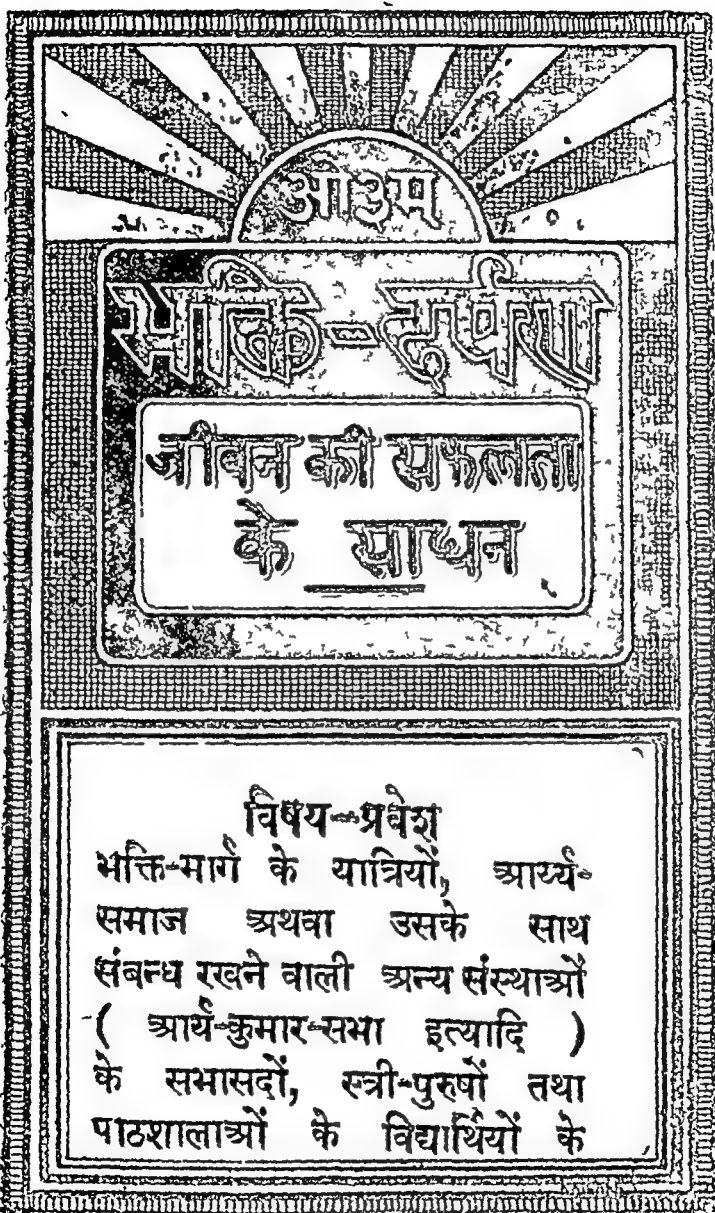 ओ३म्
भक्ति-दर्पण
जीवन की सफलता
के साधन
विषय-प्रवेश
भक्ति-मार्ग के यात्रियों, आर्य्य-
समाज अथवा उसके साथ
संबन्ध रखने वाली अन्य संस्थाओं
( आर्य-कुमार-सभा इत्यादि )
के सभासदों, स्त्री-पुरुषों तथा
पाठशालाओं के विद्यार्थियों के